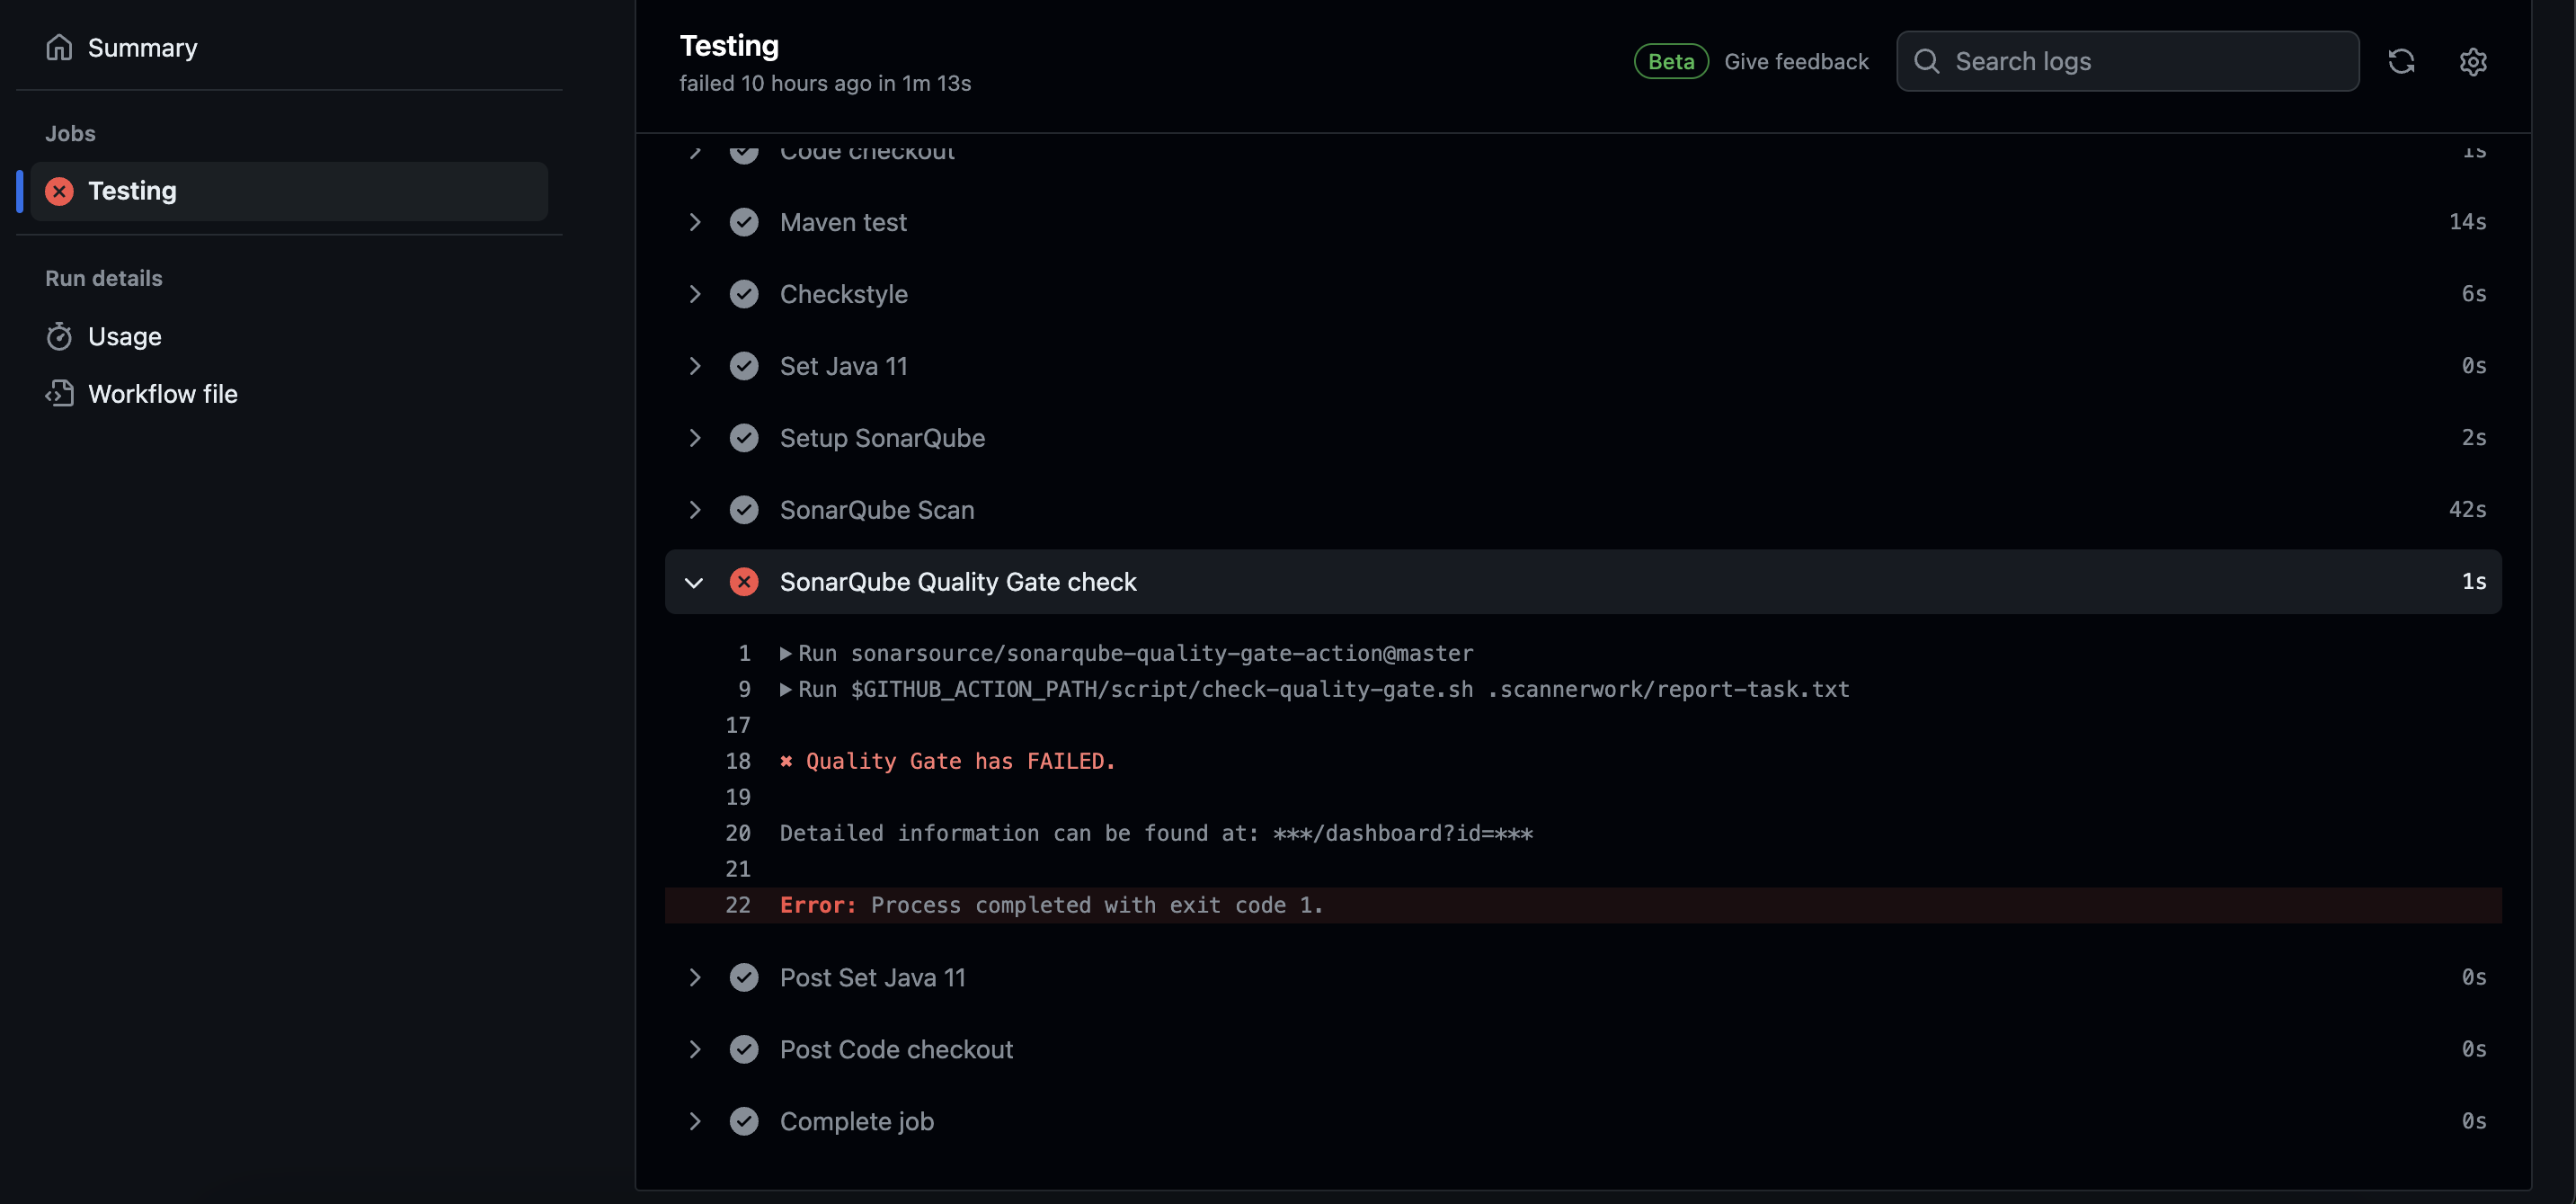 Summary
Jobs
Testing
Run details
Usage
Workflow file
Testing
failed 10 hours ago in 1m 13s
Beta Give feedback Search logs
Code checkout 1s
Maven test 14s
Checkstyle 6s
Set Java 11 0s
Setup SonarQube 2s
SonarQube Scan 42s
SonarQube Quality Gate check 1s
1 ▶Run sonarsource/sonarqube-quality-gate-action@master
9 ▶Run $GITHUB_ACTION_PATH/script/check-quality-gate.sh .scannerwork/report-task.txt
17
18 ✖ Quality Gate has FAILED.
19
20 Detailed information can be found at: ***/dashboard?id=***
21
22 Error: Process completed with exit code 1.
Post Set Java 11 0s
Post Code checkout 0s
Complete job 0s